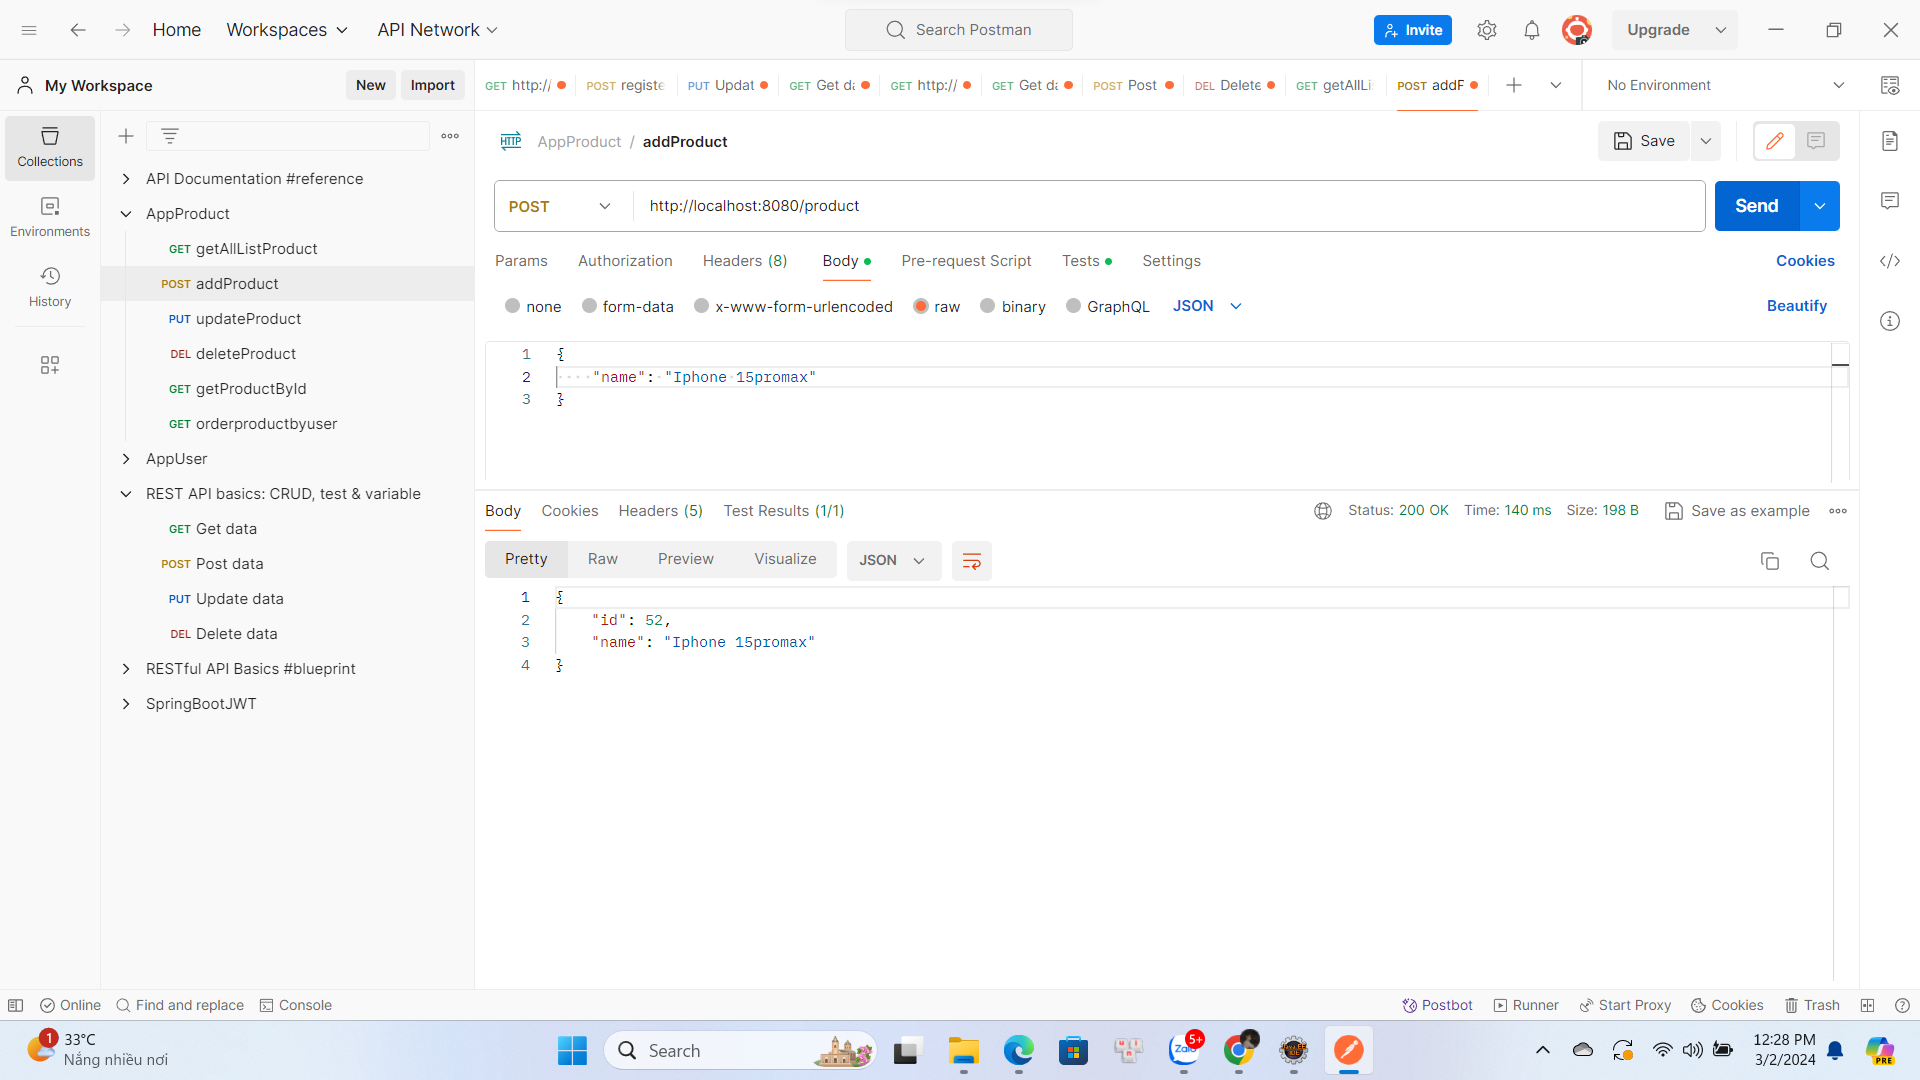 Home
Workspaces
API Network
Search Postman
Invite
Upgrade
My Workspace
New
Import
GET http:/
POST registe
PUT Updat
GET Get da
GET http:/
GET Get da
POST Post
DEL Delete
GET getAllLi
POST addP
No Environment
Collections
Environments
History
API Documentation #reference
AppProduct
GET getAllListProduct
POST addProduct
PUT updateProduct
DEL deleteProduct
GET getProductById
GET orderproductbyuser
AppUser
REST API basics: CRUD, test & variable
GET Get data
POST Post data
PUT Update data
DEL Delete data
RESTful API Basics #blueprint
SpringBootJWT
HTTP AppProduct / addProduct
Save
POST http://localhost:8080/product
Send
Params Authorization Headers (8) Body Pre-request Script Tests Settings Cookies
none form-data x-www-form-urlencoded raw binary GraphQL JSON Beautify
1 {
2 "name": "Iphone 15promax"
3 }
Body Cookies Headers (5) Test Results (1/1) Status: 200 OK Time: 140 ms Size: 198 B Save as example
Pretty Raw Preview Visualize JSON
1 {
2 "id": 52,
3 "name": "Iphone 15promax"
4 }
Online Find and replace Console Postbot Runner Start Proxy Cookies Trash
1
33°C
Nắng nhiều nơi
Search
Zalo
5+
12:28 PM
3/2/2024
PRE